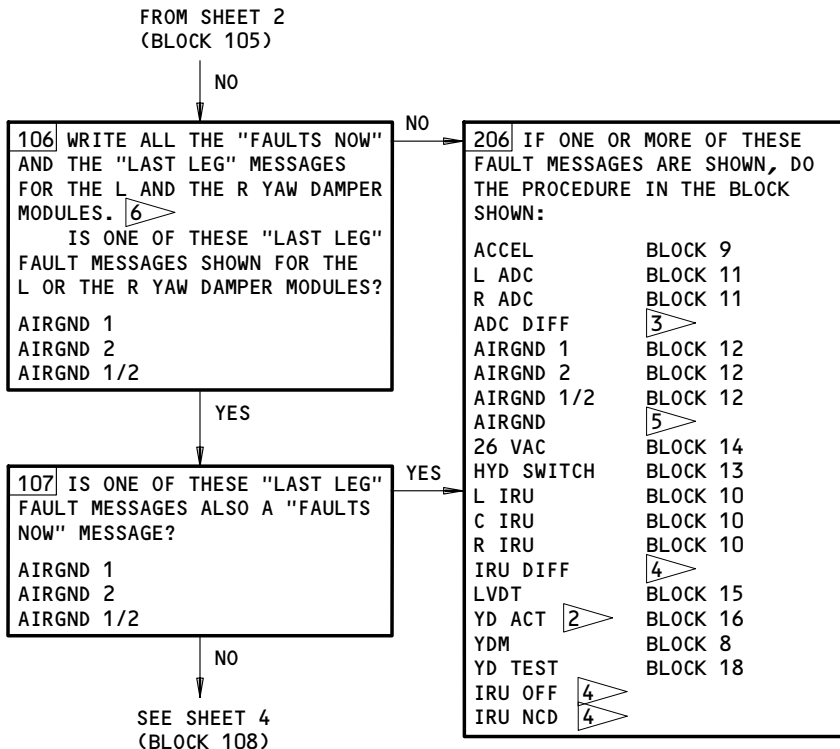 FROM SHEET 2
(BLOCK 105)
NO
106 WRITE ALL THE "FAULTS NOW"
AND THE "LAST LEG" MESSAGES
FOR THE L AND THE R YAW DAMPER
MODULES. 6
IS ONE OF THESE "LAST LEG"
FAULT MESSAGES SHOWN FOR THE
L OR THE R YAW DAMPER MODULES?
AIRGND 1
AIRGND 2
AIRGND 1/2
NO
YES
107 IS ONE OF THESE "LAST LEG"
FAULT MESSAGES ALSO A "FAULTS
NOW" MESSAGE?
AIRGND 1
AIRGND 2
AIRGND 1/2
YES
NO
SEE SHEET 4
(BLOCK 108)
206 IF ONE OR MORE OF THESE
FAULT MESSAGES ARE SHOWN, DO
THE PROCEDURE IN THE BLOCK
SHOWN:
ACCEL BLOCK 9
L ADC BLOCK 11
R ADC BLOCK 11
ADC DIFF 3
AIRGND 1 BLOCK 12
AIRGND 2 BLOCK 12
AIRGND 1/2 BLOCK 12
AIRGND 5
26 VAC BLOCK 14
HYD SWITCH BLOCK 13
L IRU BLOCK 10
C IRU BLOCK 10
R IRU BLOCK 10
IRU DIFF 4
LVDT BLOCK 15
YD ACT 2 BLOCK 16
YDM BLOCK 8
YD TEST BLOCK 18
IRU OFF 4
IRU NCD 4